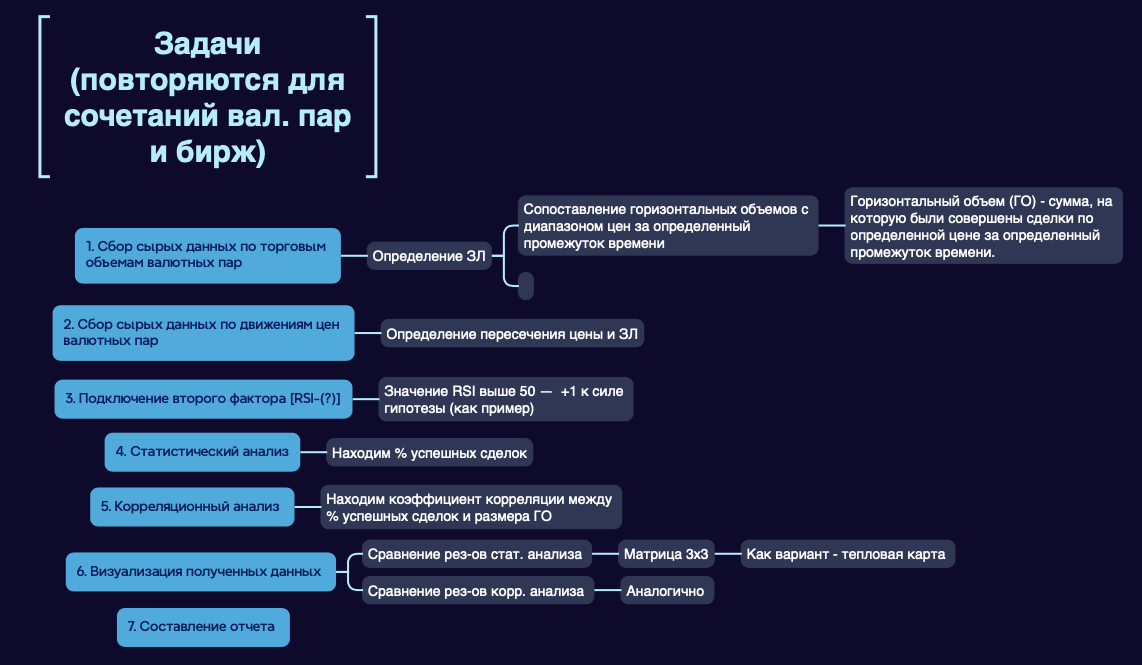 Задачи
(повторяются для
сочетаний вал. пар
и бирж)
1. Сбор сырых данных по торговым
объемам валютных пар
Определение ЗЛ
Сопоставление горизонтальных объемов с
диапазоном цен за определенный
промежуток времени
Горизонтальный объем (ГО) - сумма, на
которую были совершены сделки по
определенной цене за определенный
промежуток времени.
2. Сбор сырых данных по движениям цен
валютных пар
Определение пересечения цены и ЗЛ
3. Подключение второго фактора [RSI-(?)]
Значение RSI выше 50 — +1 к силе
гипотезы (как пример)
4. Статистический анализ
Находим % успешных сделок
5. Корреляционный анализ
Находим коэффициент корреляции между
% успешных сделок и размера ГО
6. Визуализация полученных данных
Сравнение рез-ов стат. анализа
Матрица 3х3
Как вариант - тепловая карта
Сравнение рез-ов корр. анализа
Аналогично
7. Составление отчета